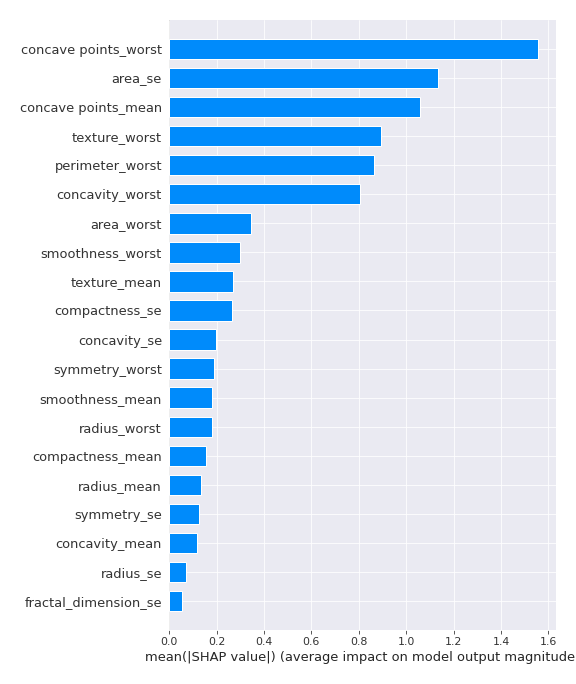 concave points_worst
area_se
concave points_mean
texture_worst
perimeter_worst
concavity_worst
area_worst
smoothness_worst
texture_mean
compactness_se
concavity_se
symmetry_worst
smoothness_mean
radius_worst
compactness_mean
radius_mean
symmetry_se
concavity_mean
radius_se
fractal_dimension_se
0.0 0.2 0.4 0.6 0.8 1.0 1.2 1.4 1.6
mean(|SHAP value|) (average impact on model output magnitude